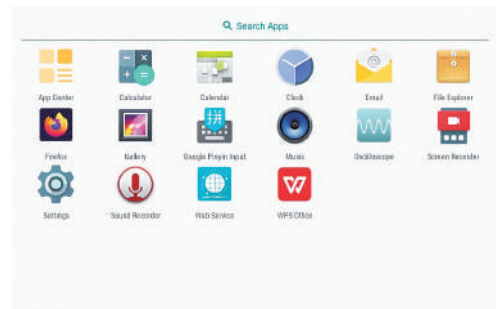 Search Apps
App Center Calculator Calendar Clock Email File Explorer
拼
Firefox Gallery Google Pinyin Input Music Oscilloscope Screen Recorder
Settings Sound Recorder Web Service WPS Office